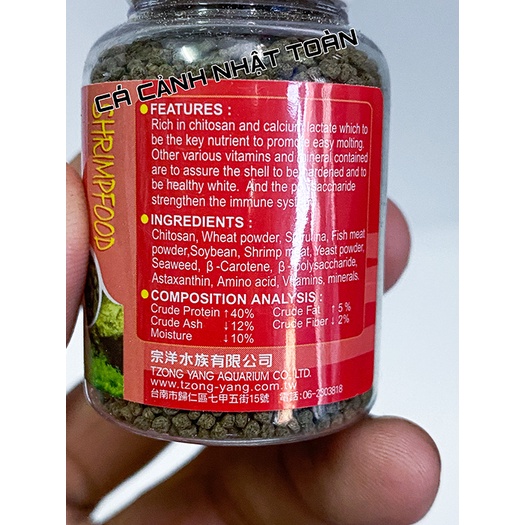 CÁ CẢNH NHẬT TOÀN
SHRIMPFOOD
FEATURES :
Rich in chitosan and calcium lactate which to
be the key nutrient to promote easy molting.
Other various vitamins and mineral contained
are to assure the shell to be hardened and to
be healthy white. And the polysaccharide
strengthen the immune system.
INGREDIENTS :
Chitosan, Wheat powder, Spirulina, Fish meat
powder,Soybean, Shrimp meat, Yeast powder,
Seaweed, β-Carotene, β-polysaccharide,
Astaxanthin, Amino acid, Vitamins, minerals.
COMPOSITION ANALYSIS :
Crude Protein ↑40% Crude Fat ↑ 5 %
Crude Ash ↓12% Crude Fiber ↓ 2%
Moisture ↓10%
宗洋水族有限公司
TZONG YANG AQUARIUM CO., LTD.
www.tzong-yang.com.tw
台南市歸仁區七甲五街15號 電話:06-2303818